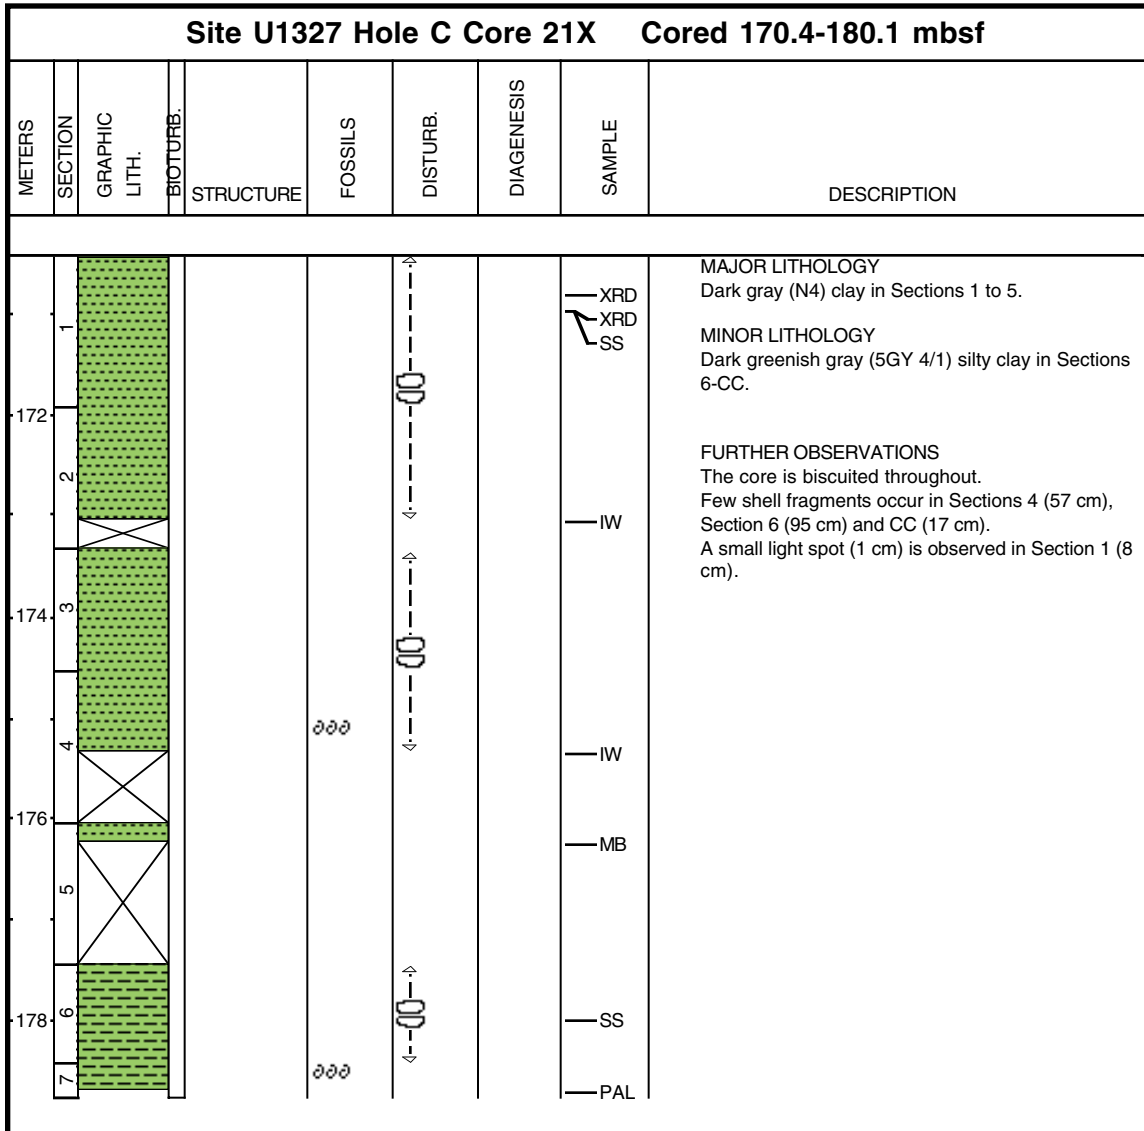 Site U1327 Hole C Core 21X Cored 170.4-180.1 mbsf
METERS
SECTION
GRAPHIC
LITH.
BIOTURB.
STRUCTURE
FOSSILS
DISTURB.
DIAGENESIS
SAMPLE
DESCRIPTION
MAJOR LITHOLOGY
Dark gray (N4) clay in Sections 1 to 5.
MINOR LITHOLOGY
Dark greenish gray (5GY 4/1) silty clay in Sections
6-CC.
FURTHER OBSERVATIONS
The core is biscuited throughout.
Few shell fragments occur in Sections 4 (57 cm),
Section 6 (95 cm) and CC (17 cm).
A small light spot (1 cm) is observed in Section 1 (8
cm).
XRD
XRD
SS
1
172
2
IW
3
174
4
IW
176
MB
5
6
178
SS
7
PAL